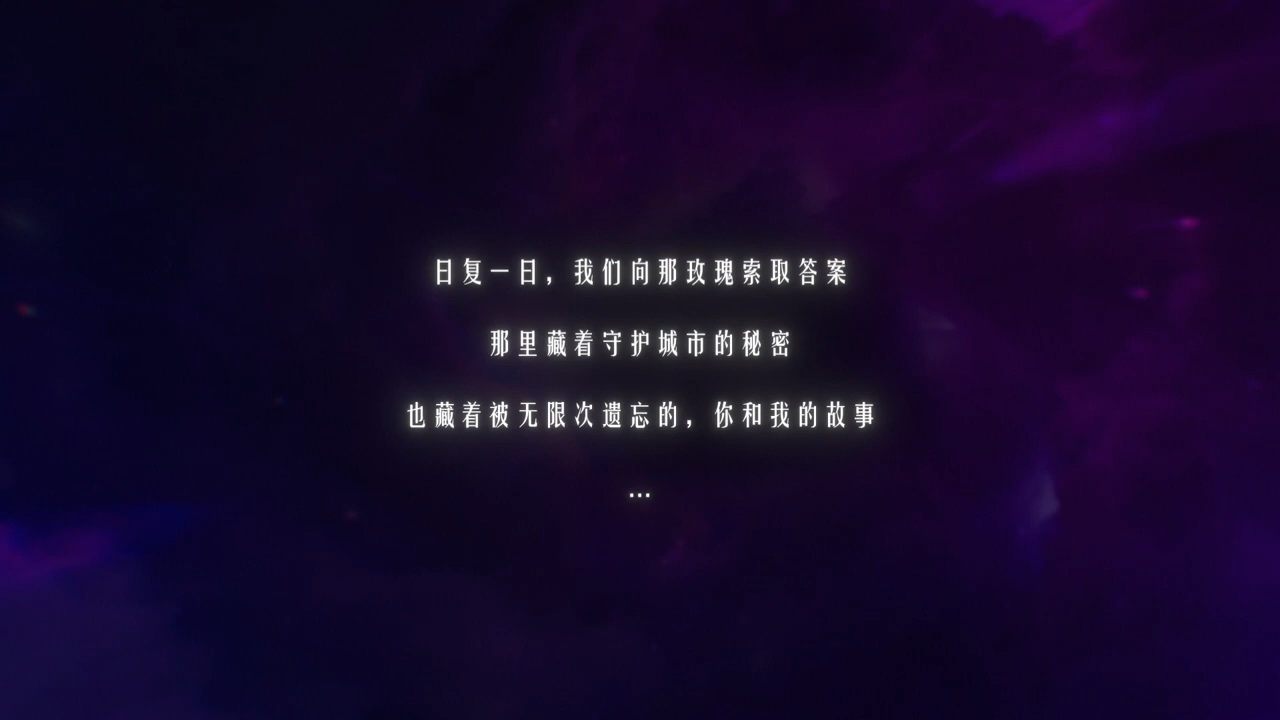 日复一日，我们向那玫瑰索取答案
那里藏着守护城市的秘密
也藏着被无限次遗忘的，你和我的故事
...